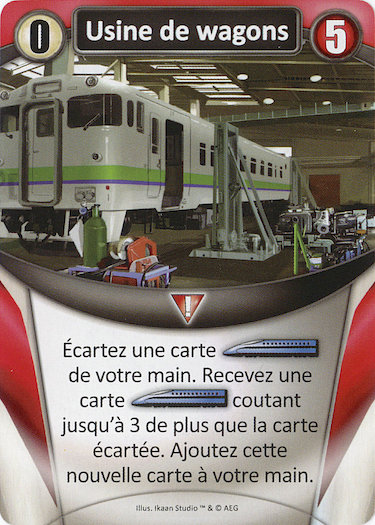 0 Usine de wagons 5
!
Écartez une carte
de votre main. Recevez une
carte coutant
jusqu'à 3 de plus que la carte
écartée. Ajoutez cette
nouvelle carte à votre main.
Illus. Ikaan Studio ™ & © AEG